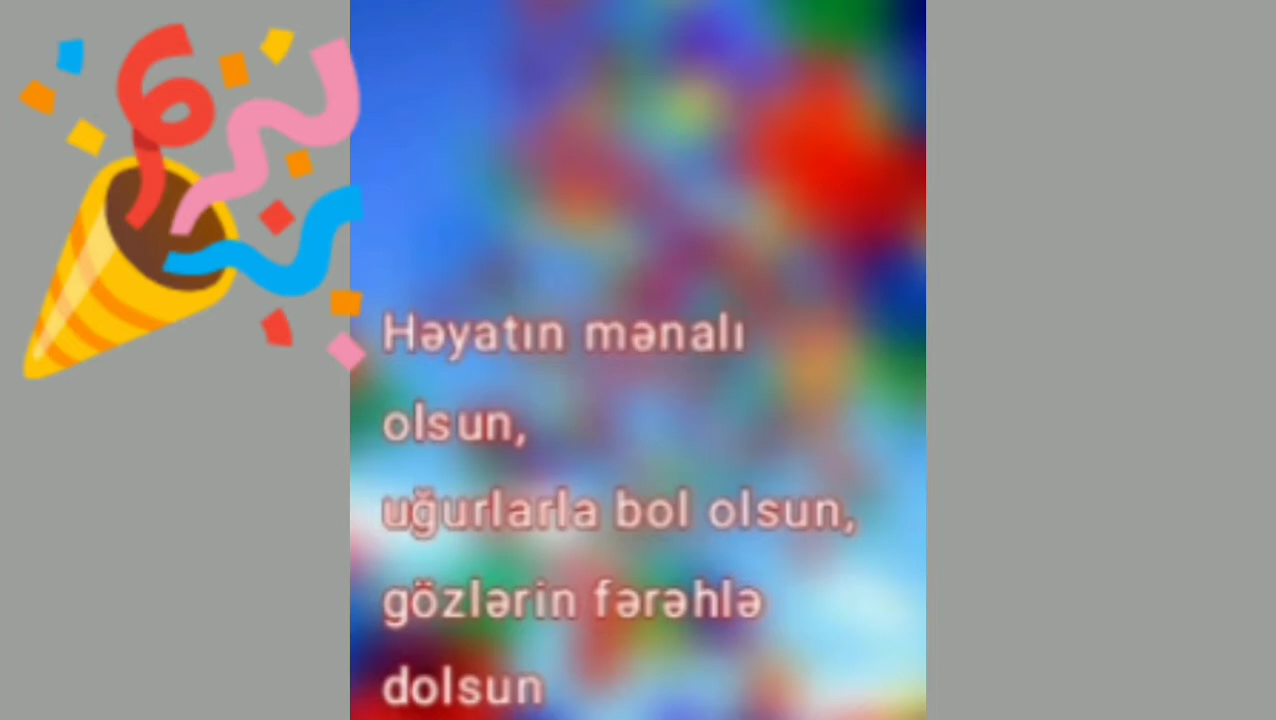 Həyatın mənalı
olsun,
uğurlarla bol olsun,
gözlərin fərəhlə
dolsun